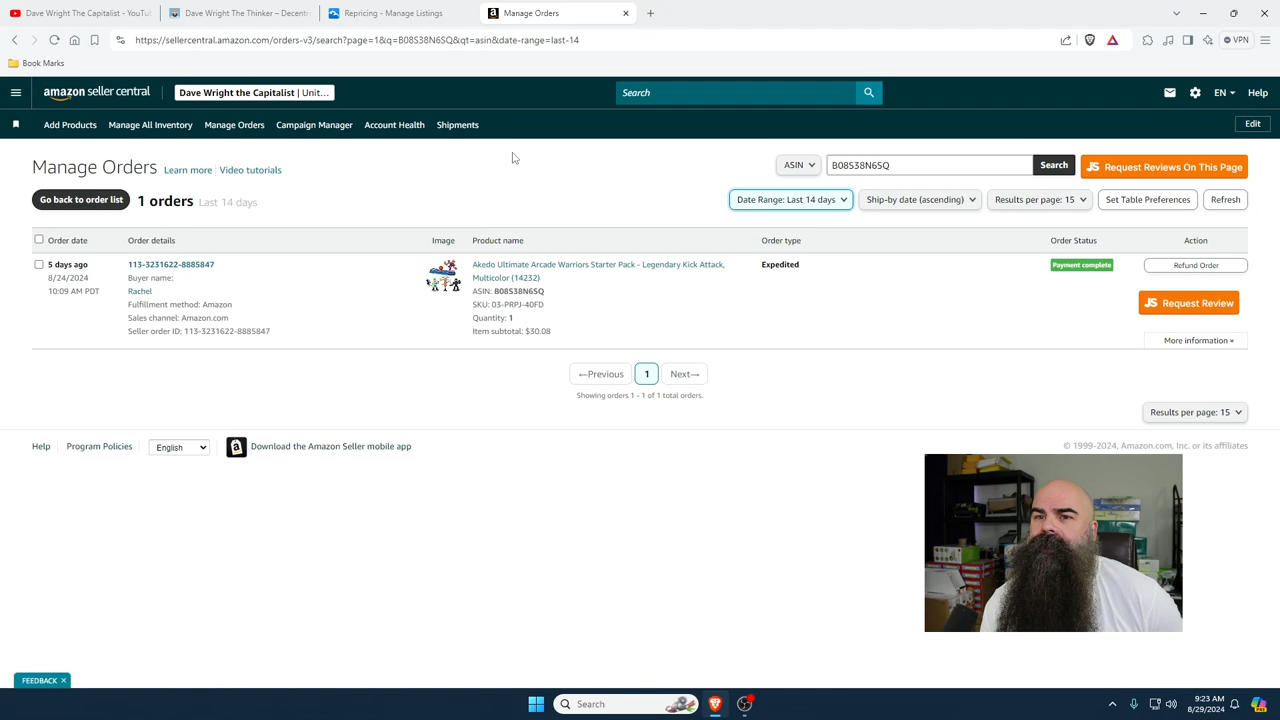 Dave Wright The Capitalist - YouT
Dave Wright The Thinker – Decentr
Repricing - Manage Listings
Manage Orders
https://sellercentral.amazon.com/orders-v3/search?page=1&q=B08S38N6SQ&qt=asin&date-range=last-14
VPN
Book Marks
amazon seller central
Dave Wright the Capitalist | Unit...
Search
EN
Help
Add Products
Manage All Inventory
Manage Orders
Campaign Manager
Account Health
Shipments
Edit
Manage Orders
Learn more
Video tutorials
ASIN
B08S38N6SQ
Search
JS Request Reviews On This Page
Go back to order list
1 orders
Last 14 days
Date Range: Last 14 days
Ship-by date (ascending)
Results per page: 15
Set Table Preferences
Refresh
Order date
Order details
Image
Product name
Order type
Order Status
Action
5 days ago
8/24/2024
10:09 AM PDT
113-3231622-8885847
Buyer name:
Rachel
Fulfillment method: Amazon
Sales channel: Amazon.com
Seller order ID: 113-3231622-8885847
Akedo Ultimate Arcade Warriors Starter Pack - Legendary Kick Attack,
Multicolor (14232)
ASIN: B08S38N6SQ
SKU: 03-PRPJ-40FD
Quantity: 1
Item subtotal: $30.08
Expedited
Payment complete
Refund Order
JS Request Review
More information »
←Previous
1
Next→
Showing orders 1 - 1 of 1 total orders.
Results per page: 15
Help
Program Policies
English
Download the Amazon Seller mobile app
© 1999-2024, Amazon.com, Inc. or its affiliates
FEEDBACK ×
Search
9:23 AM
8/29/2024